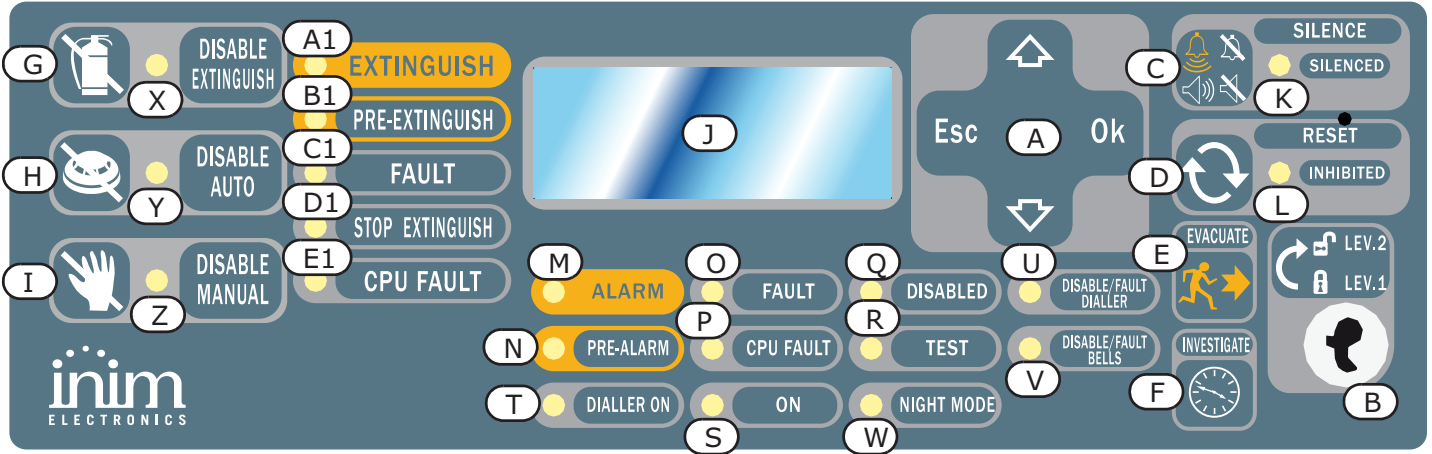 G
DISABLE
EXTINGUISH
X
H
DISABLE
AUTO
Y
I
DISABLE
MANUAL
Z
inim
ELECTRONICS
A1
EXTINGUISH
B1
PRE-EXTINGUISH
C1
FAULT
D1
STOP EXTINGUISH
E1
CPU FAULT
J
Esc
A
Ok
M
ALARM
N
PRE-ALARM
T
DIALLER ON
O
FAULT
P
CPU FAULT
S
ON
Q
DISABLED
R
TEST
W
NIGHT MODE
U
DISABLE/FAULT
DIALLER
V
DISABLE/FAULT
BELLS
C
SILENCE
SILENCED
K
D
RESET
INHIBITED
L
E
EVACUATE
F
INVESTIGATE
LEV.2
LEV.1
B